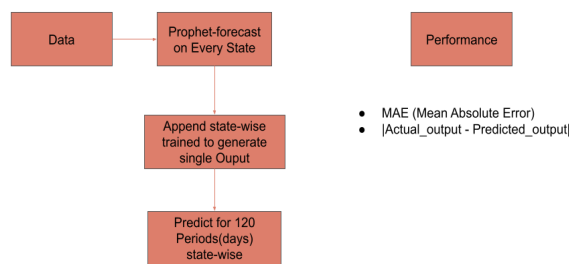 Data
Prophet-forecast
on Every State
Performance
Append state-wise
trained to generate
single Ouput
● MAE (Mean Absolute Error)
● |Actual_output - Predicted_output|
Predict for 120
Periods(days)
state-wise